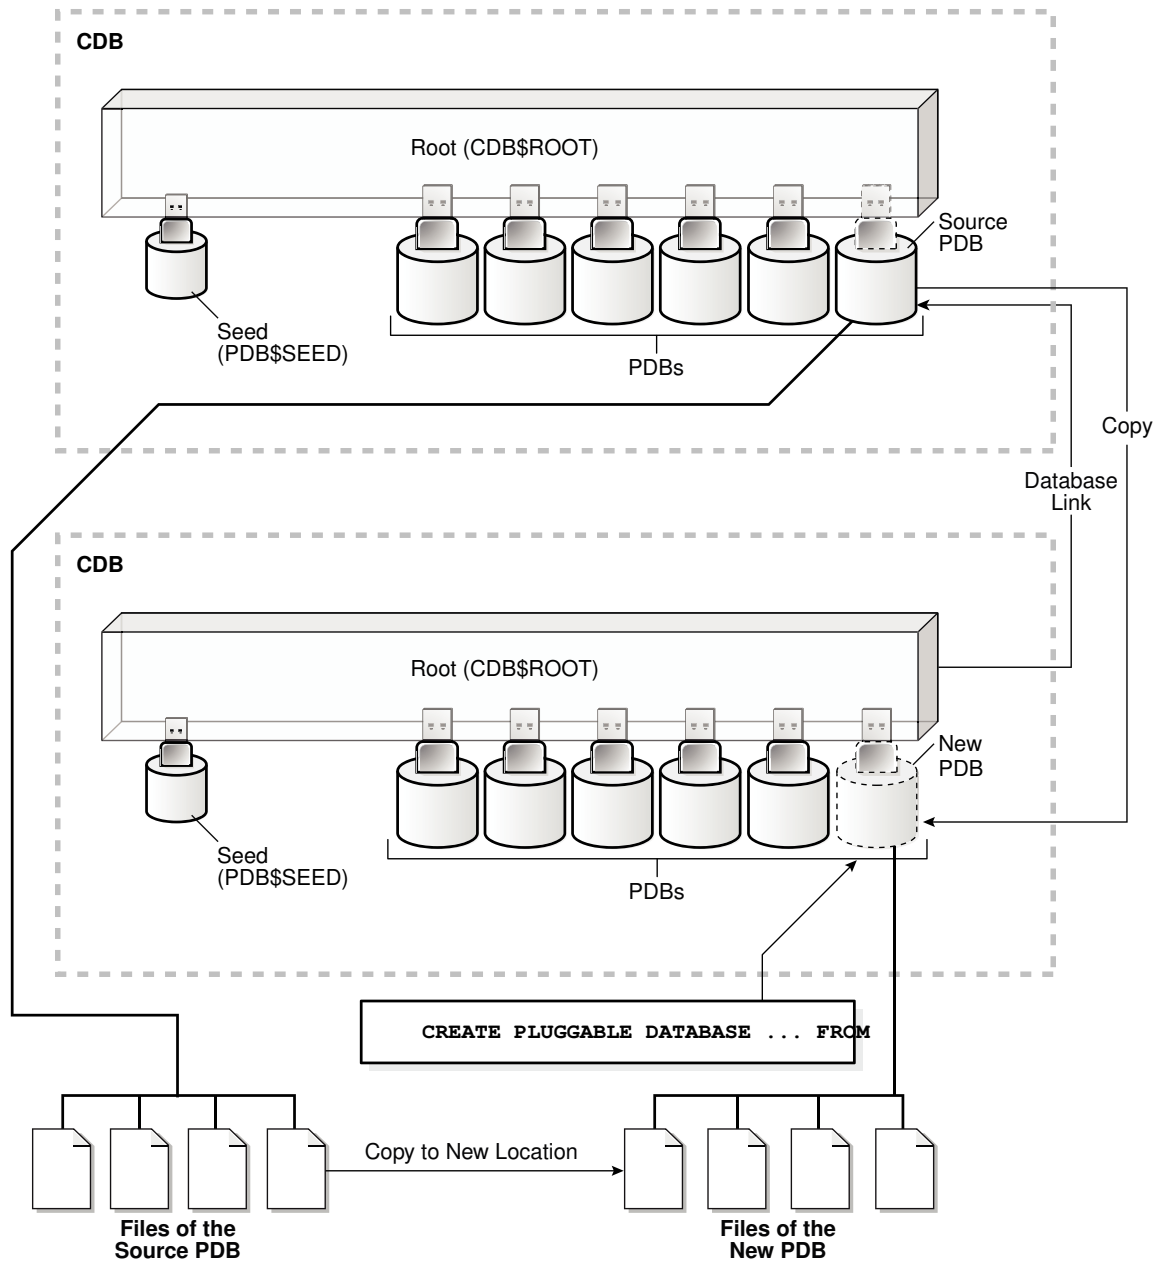 CDB
Root (CDB$ROOT)
Source
PDB
Seed
(PDB$SEED)
PDBs
Copy
Database
Link
CDB
Root (CDB$ROOT)
New
PDB
Seed
(PDB$SEED)
PDBs
CREATE PLUGGABLE DATABASE ... FROM
Copy to New Location
Files of the
Source PDB
Files of the
New PDB